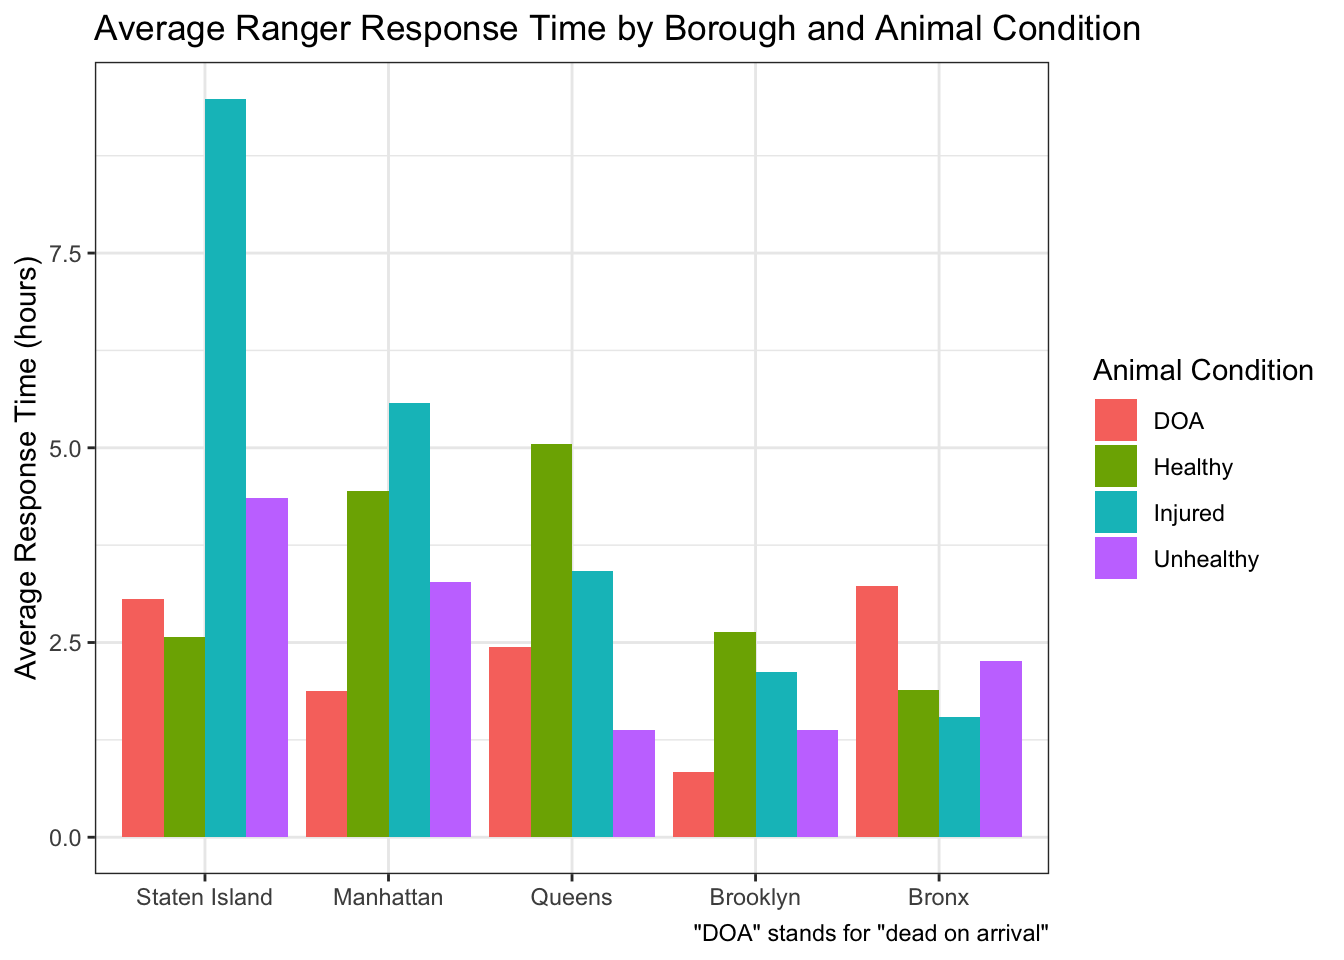 Average Ranger Response Time by Borough and Animal Condition
Average Response Time (hours)
7.5
5.0
2.5
0.0
Staten Island
Manhattan
Queens
Brooklyn
Bronx
"DOA" stands for "dead on arrival"
Animal Condition
DOA
Healthy
Injured
Unhealthy